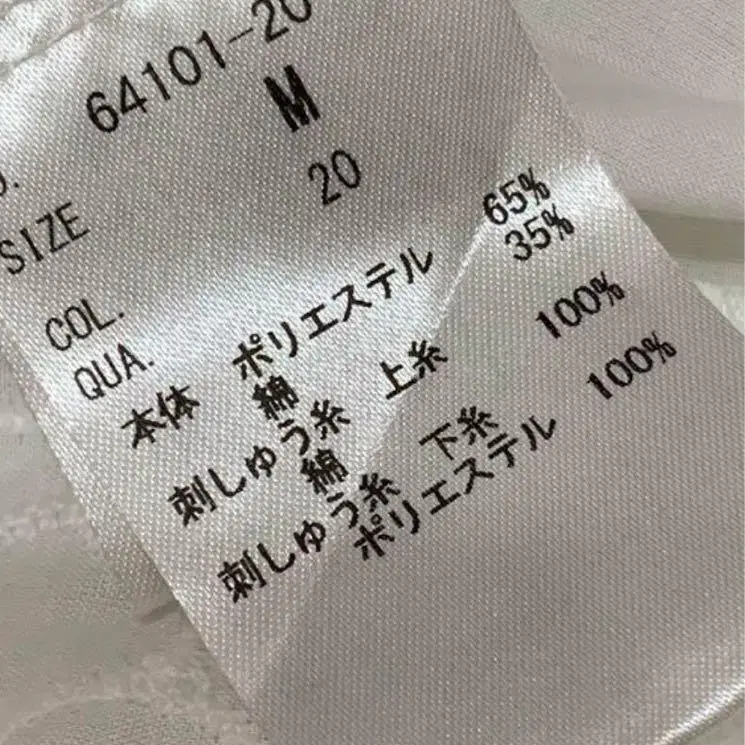 64101-20
SIZE M
COL. 20
QUA.
本体 ポリエステル 65%
綿 35%
刺しゅう糸 上糸
綿 100%
刺しゅう糸 下糸
ポリエステル 100%